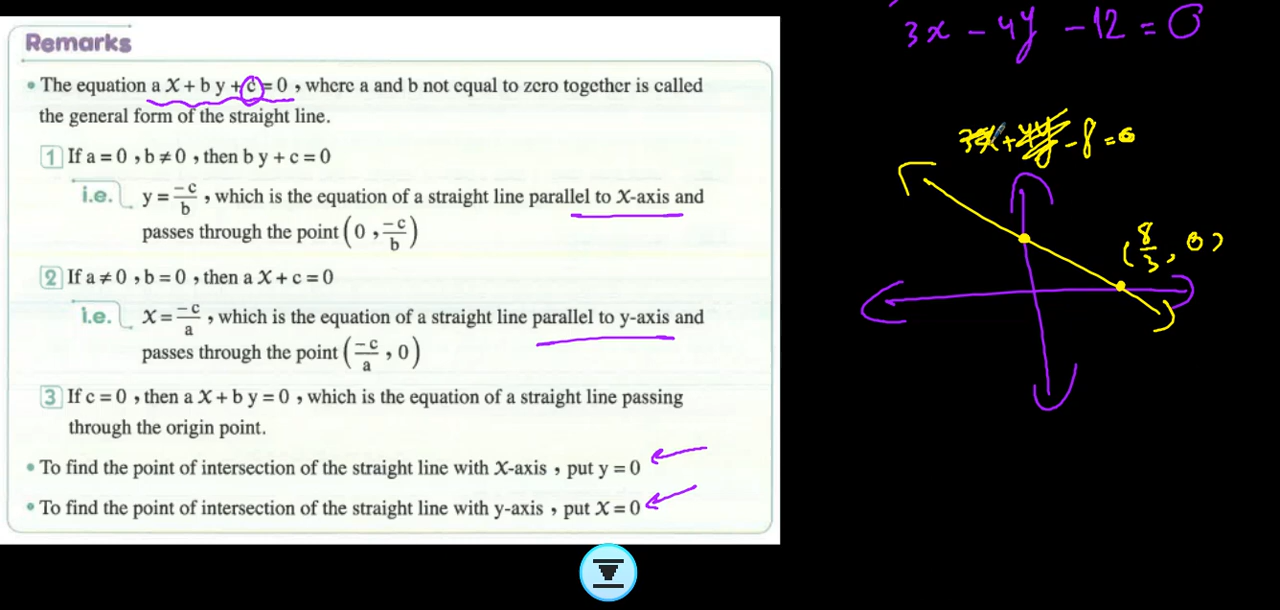 Remarks
• The equation a X + b y + c = 0 , where a and b not equal to zero together is called
the general form of the straight line.
1 If a = 0 , b ≠ 0 , then b y + c = 0
i.e. y = -c/b , which is the equation of a straight line parallel to X-axis and
passes through the point (0 , -c/b)
2 If a ≠ 0 , b = 0 , then a X + c = 0
i.e. X = -c/a , which is the equation of a straight line parallel to y-axis and
passes through the point (-c/a , 0)
3 If c = 0 , then a X + b y = 0 , which is the equation of a straight line passing
through the origin point.
• To find the point of intersection of the straight line with X-axis , put y = 0
• To find the point of intersection of the straight line with y-axis , put X = 0
3x - 4y - 12 = 0
- 8 = 0
(8/3, 0)